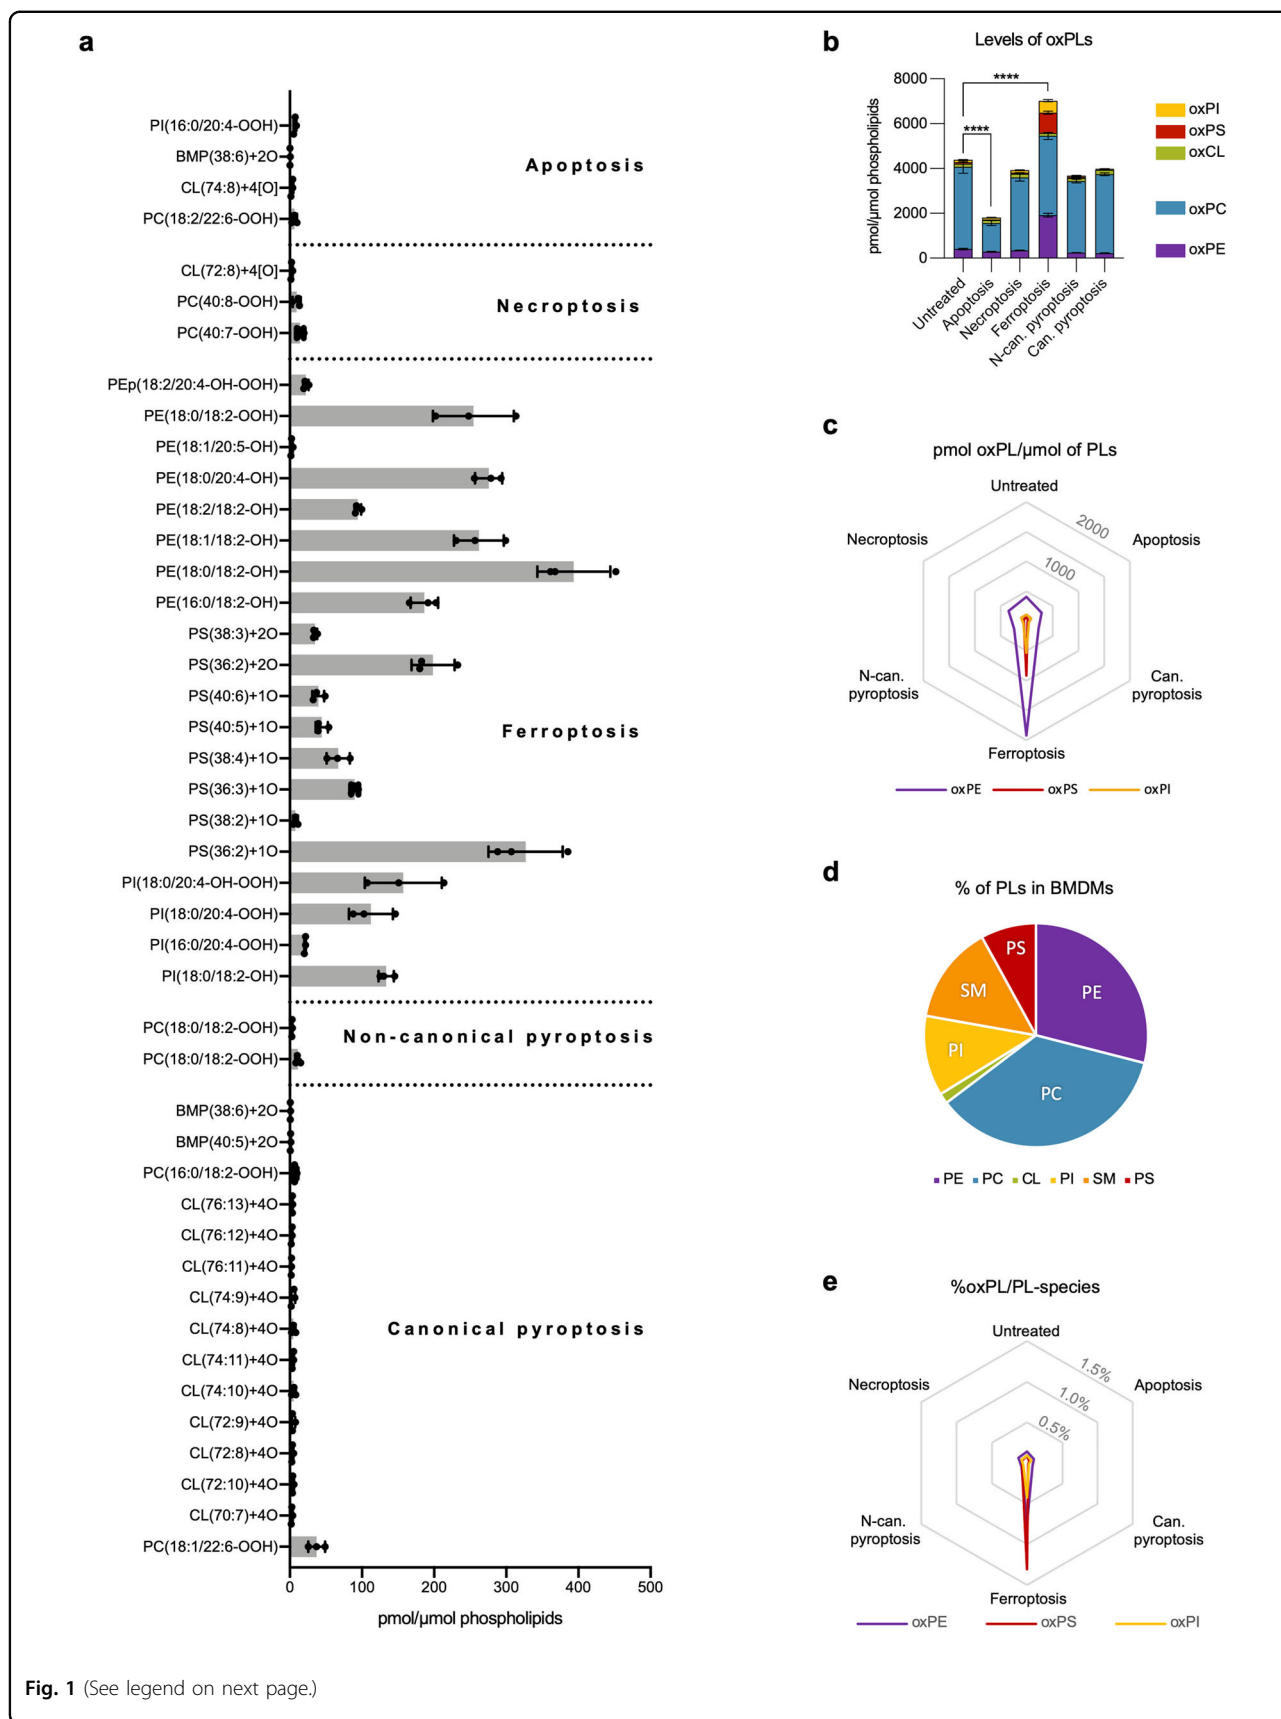 a
PI(16:0/20:4-OOH)
BMP(38:6)+2O
CL(74:8)+4[O]
PC(18:2/22:6-OOH)
Apoptosis
CL(72:8)+4[O]
PC(40:8-OOH)
PC(40:7-OOH)
Necroptosis
PEp(18:2/20:4-OH-OOH)
PE(18:0/18:2-OOH)
PE(18:1/20:5-OH)
PE(18:0/20:4-OH)
PE(18:2/18:2-OH)
PE(18:1/18:2-OH)
PE(18:0/18:2-OH)
PE(16:0/18:2-OH)
PS(38:3)+2O
PS(36:2)+2O
PS(40:6)+1O
PS(40:5)+1O
PS(38:4)+1O
PS(36:3)+1O
PS(38:2)+1O
PS(36:2)+1O
PI(18:0/20:4-OH-OOH)
PI(18:0/20:4-OOH)
PI(16:0/20:4-OOH)
PI(18:0/18:2-OH)
Ferroptosis
PC(18:0/18:2-OOH)
PC(18:0/18:2-OOH)
Non-canonical pyroptosis
BMP(38:6)+2O
BMP(40:5)+2O
PC(16:0/18:2-OOH)
CL(76:13)+4O
CL(76:12)+4O
CL(76:11)+4O
CL(74:9)+4O
CL(74:8)+4O
CL(74:11)+4O
CL(74:10)+4O
CL(72:9)+4O
CL(72:8)+4O
CL(72:10)+4O
CL(70:7)+4O
PC(18:1/22:6-OOH)
Canonical pyroptosis
0 100 200 300 400 500
pmol/µmol phospholipids
b
Levels of oxPLs
pmol/µmol phospholipids
8000
6000
4000
2000
0
****
****
Untreated
Apoptosis
Necroptosis
Ferroptosis
N-can. pyroptosis
Can. pyroptosis
oxPI
oxPS
oxCL
oxPC
oxPE
c
pmol oxPL/µmol of PLs
Untreated
2000
1000
Necroptosis
Apoptosis
N-can.
pyroptosis
Can.
pyroptosis
Ferroptosis
oxPE oxPS oxPI
d
% of PLs in BMDMs
PS
PE
SM
PI
PC
PE PC CL PI SM PS
e
%oxPL/PL-species
Untreated
1.5%
1.0%
0.5%
Necroptosis
Apoptosis
N-can.
pyroptosis
Can.
pyroptosis
Ferroptosis
oxPE oxPS oxPI
Fig. 1 (See legend on next page.)